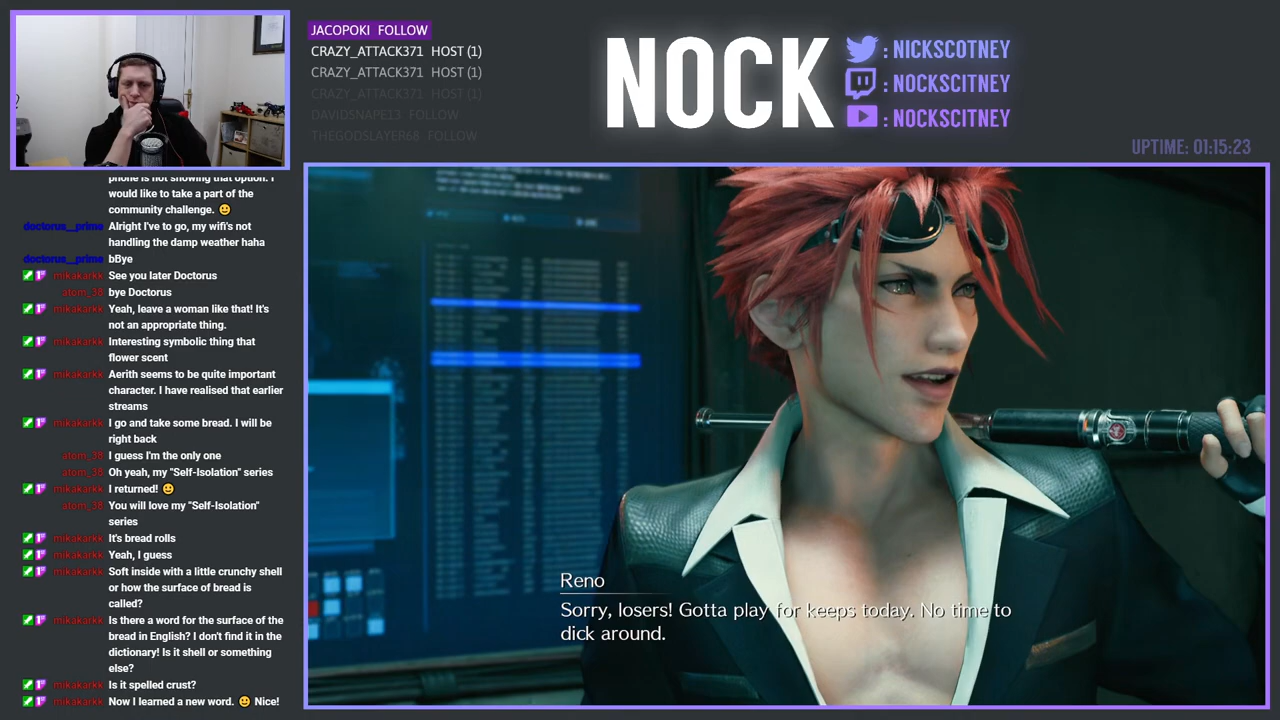 JACOPOKI FOLLOW
CRAZY_ATTACK371 HOST (1)
CRAZY_ATTACK371 HOST (1)
CRAZY_ATTACK371 HOST (1)
DAVIDSNAPE13 FOLLOW
THEGODSLAYER68 FOLLOW
NOCK
: NICKSCOTNEY
: NOCKSCITNEY
: NOCKSCITNEY
UPTIME: 01:15:23
phone is not showing that option. I
would like to take a part of the
community challenge. 🙂
doctorus__prime Alright I've to go, my wifi's not
handling the damp weather haha
doctorus__prime bBye
mikakarkk See you later Doctorus
atom_38 bye Doctorus
mikakarkk Yeah, leave a woman like that! It's
not an appropriate thing.
mikakarkk Interesting symbolic thing that
flower scent
mikakarkk Aerith seems to be quite important
character. I have realised that earlier
streams
mikakarkk I go and take some bread. I will be
right back
atom_38 I guess I'm the only one
atom_38 Oh yeah, my "Self-Isolation" series
mikakarkk I returned! 🙂
atom_38 You will love my "Self-Isolation"
series
mikakarkk It's bread rolls
mikakarkk Yeah, I guess
mikakarkk Soft inside with a little crunchy shell
or how the surface of bread is
called?
mikakarkk Is there a word for the surface of the
bread in English? I don't find it in the
dictionary! Is it shell or something
else?
mikakarkk Is it spelled crust?
mikakarkk Now I learned a new word. 🙂 Nice!
Reno
Sorry, losers! Gotta play for keeps today. No time to
dick around.